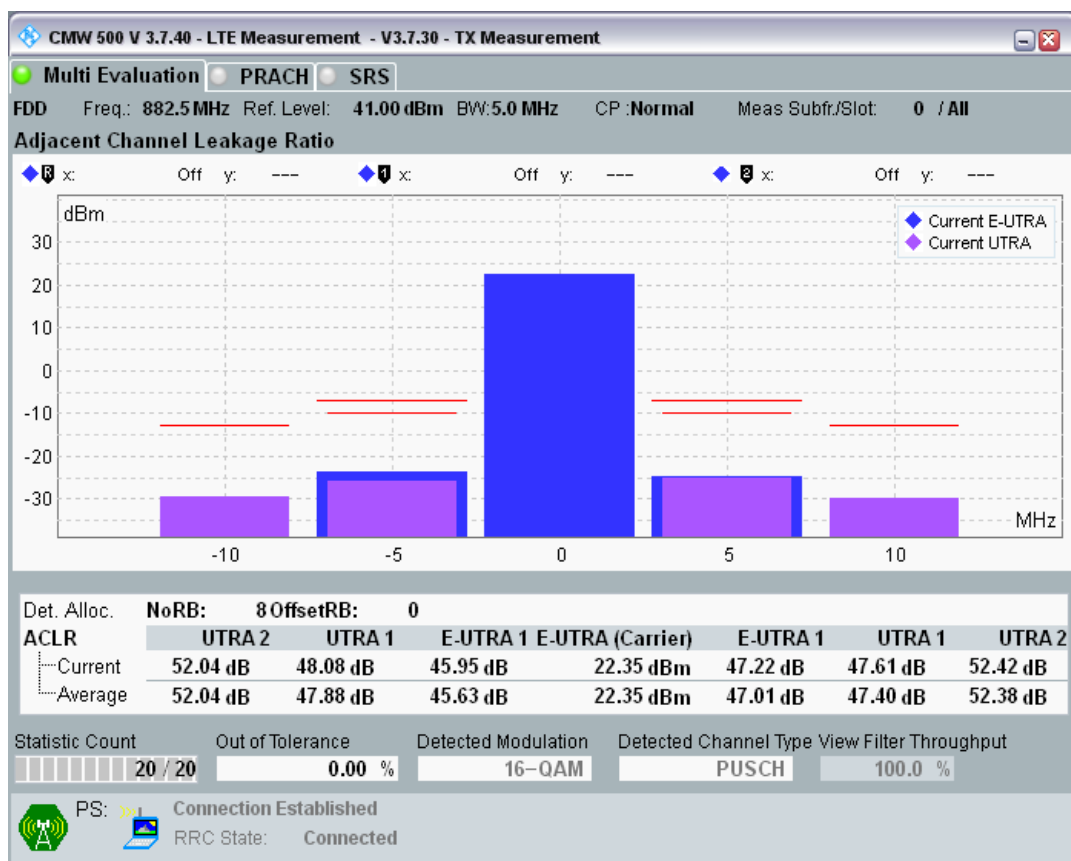 CMW 500 V 3.7.40 - LTE Measurement - V3.7.30 - TX Measurement
Multi Evaluation PRACH SRS
FDD Freq.: 882.5 MHz Ref. Level: 41.00 dBm BW: 5.0 MHz CP : Normal Meas Subfr./Slot: 0 / All
Adjacent Channel Leakage Ratio
R x: Off y: --- 1 x: Off y: --- 2 x: Off y: ---
dBm
Current E-UTRA
Current UTRA
30
20
10
0
-10
-20
-30
MHz
-10 -5 0 5 10
Det. Alloc. NoRB: 8 OffsetRB: 0
ACLR UTRA 2 UTRA 1 E-UTRA 1 E-UTRA (Carrier) E-UTRA 1 UTRA 1 UTRA 2
Current 52.04 dB 48.08 dB 45.95 dB 22.35 dBm 47.22 dB 47.61 dB 52.42 dB
Average 52.04 dB 47.88 dB 45.63 dB 22.35 dBm 47.01 dB 47.40 dB 52.38 dB
Statistic Count Out of Tolerance Detected Modulation Detected Channel Type View Filter Throughput
20 / 20 0.00 % 16-QAM PUSCH 100.0 %
PS: Connection Established
RRC State: Connected